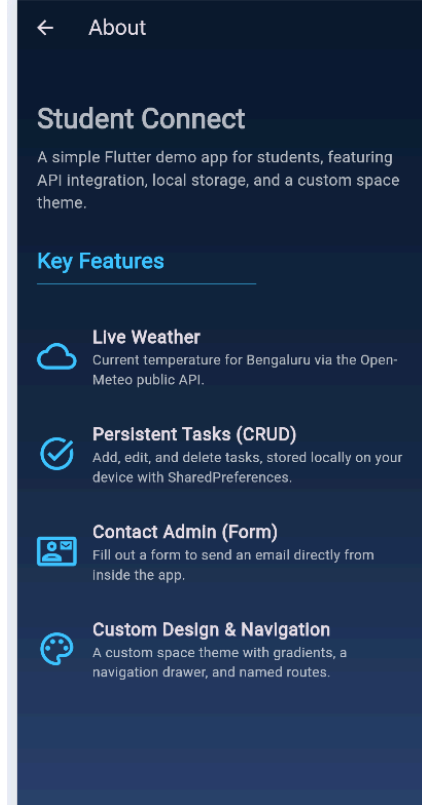 About
Student Connect
A simple Flutter demo app for students, featuring
API integration, local storage, and a custom space
theme.
Key Features
Live Weather
Current temperature for Bengaluru via the Open-
Meteo public API.
Persistent Tasks (CRUD)
Add, edit, and delete tasks, stored locally on your
device with SharedPreferences.
Contact Admin (Form)
Fill out a form to send an email directly from
inside the app.
Custom Design & Navigation
A custom space theme with gradients, a
navigation drawer, and named routes.